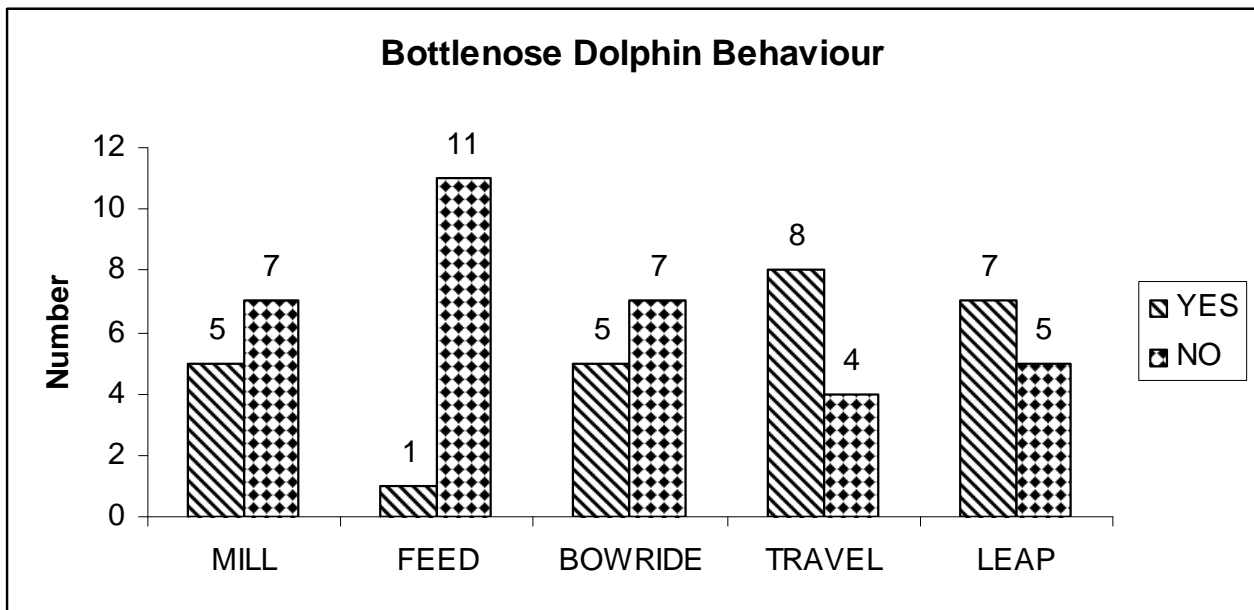 Bottlenose Dolphin Behaviour
12
10
8
6
4
2
0
Number
5
7
1
11
5
7
8
4
7
5
MILL
FEED
BOWRIDE
TRAVEL
LEAP
YES
NO